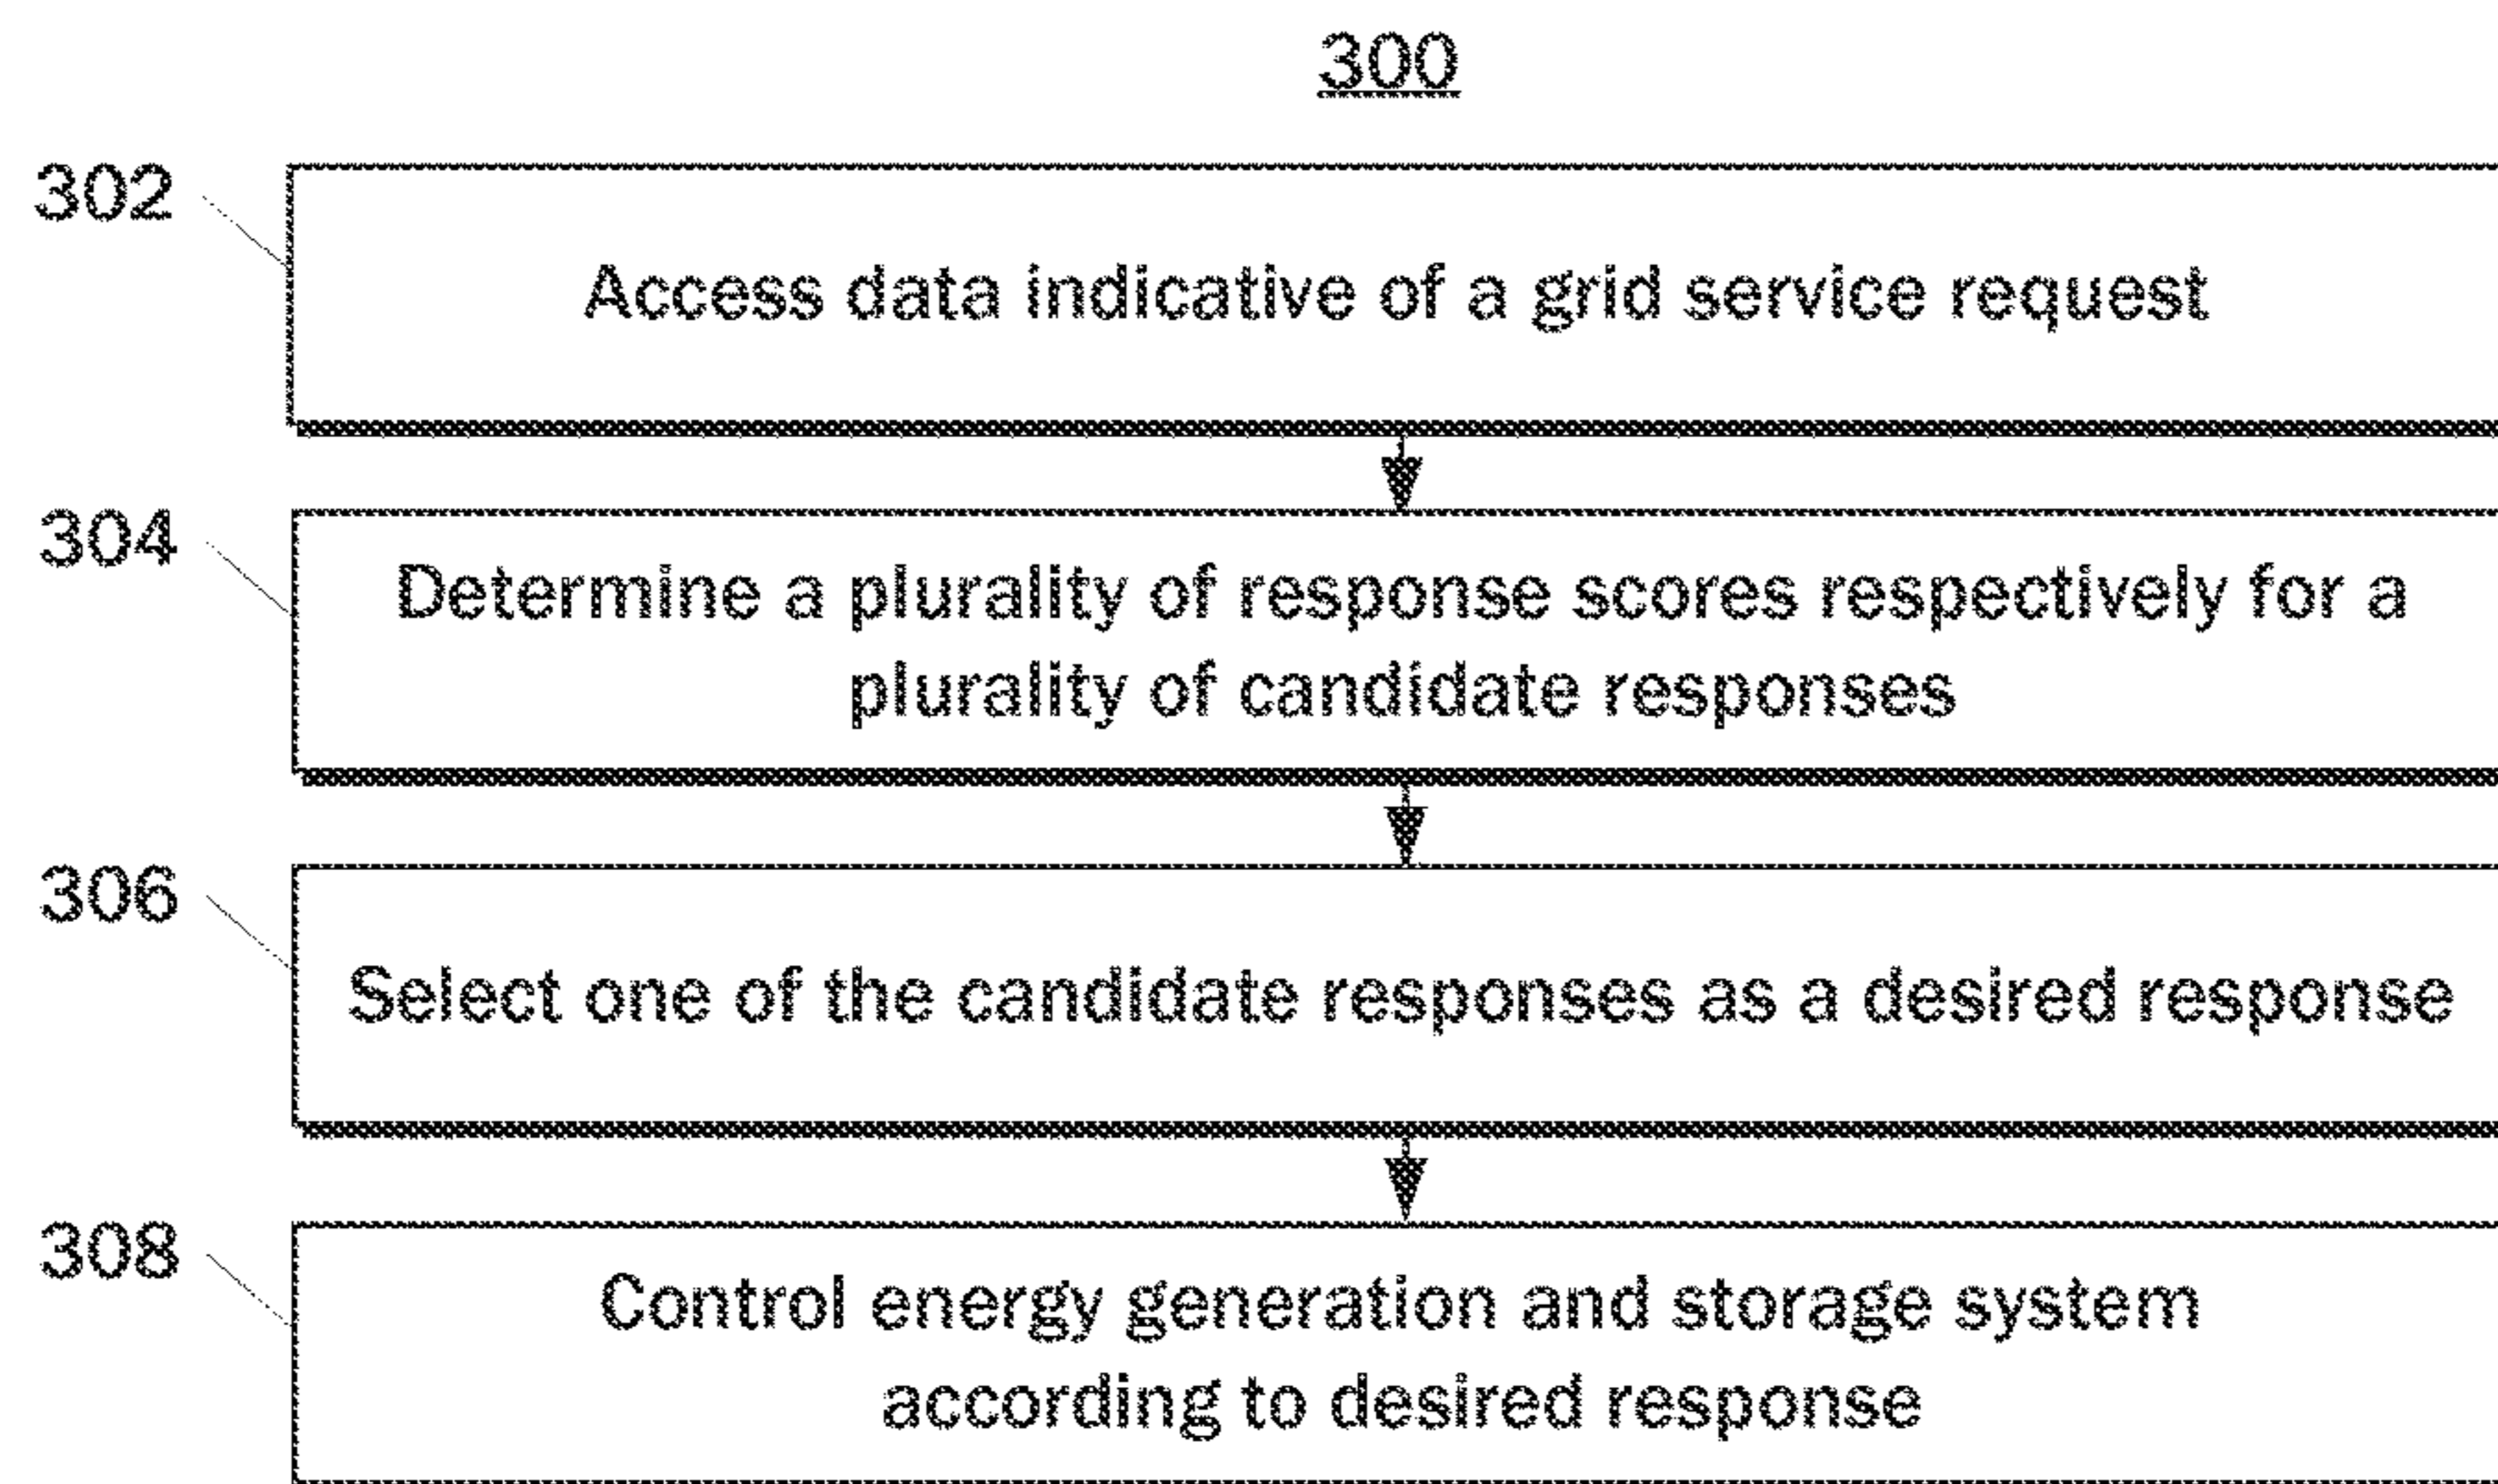 300
302
Access data indicative of a grid service request
304
Determine a plurality of response scores respectively for a
plurality of candidate responses
306
Select one of the candidate responses as a desired response
308
Control energy generation and storage system
according to desired response